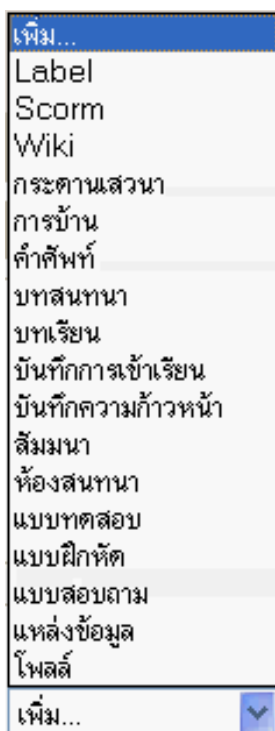 เพิ่ม...
Label
Scorm
Wiki
กระดานเสวนา
การบ้าน
คำศัพท์
บทสนทนา
บทเรียน
บันทึกการเข้าเรียน
บันทึกความก้าวหน้า
สัมมนา
ห้องสนทนา
แบบทดสอบ
แบบฝึกหัด
แบบสอบถาม
แหล่งข้อมูล
โพลล์
เพิ่ม...